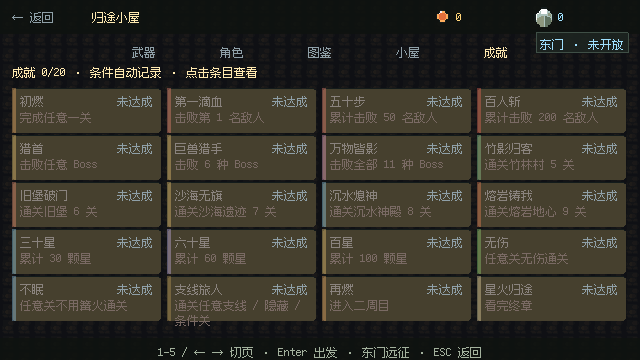 ← 返回 归途小屋 0 0
武器 角色 图鉴 小屋 成就 东门 · 未开放
成就 0/20 · 条件自动记录 · 点击条目查看
初燃 未达成
完成任意一关
第一滴血 未达成
击败第 1 名敌人
五十步 未达成
累计击败 50 名敌人
百人斩 未达成
累计击败 200 名敌人
猎首 未达成
击败任意 Boss
巨兽猎手 未达成
击败 6 种 Boss
万物皆影 未达成
击败全部 11 种 Boss
竹影归客 未达成
通关竹林村 5 关
旧堡破门 未达成
通关旧堡 6 关
沙海无旗 未达成
通关沙海遗迹 7 关
沉水熄神 未达成
通关沉水神殿 8 关
熔岩铸我 未达成
通关熔岩地心 9 关
三十星 未达成
累计 30 颗星
六十星 未达成
累计 60 颗星
百星 未达成
累计 100 颗星
无伤 未达成
任意关无伤通关
不眠 未达成
任意关不用篝火通关
支线旅人 未达成
通关任意支线 / 隐藏 /
条件关
再燃 未达成
进入二周目
星火归途 未达成
看完终章
1-5 / ← → 切页 · Enter 出发 · 东门远征 · ESC 返回